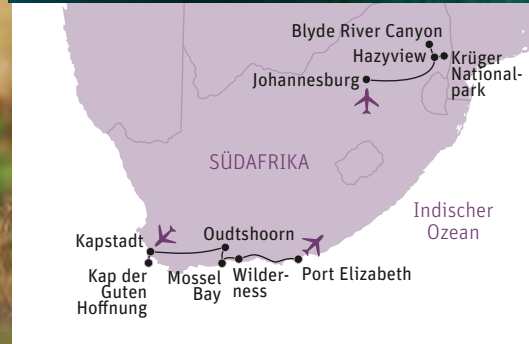 Blyde River Canyon
Hazyview
Krüger
National-
park
Johannesburg
SÜDAFRIKA
Indischer
Ozean
Kapstadt
Oudtshoorn
Kap der
Guten
Hoffnung
Mossel
Bay
Wilder-
ness
Port Elizabeth